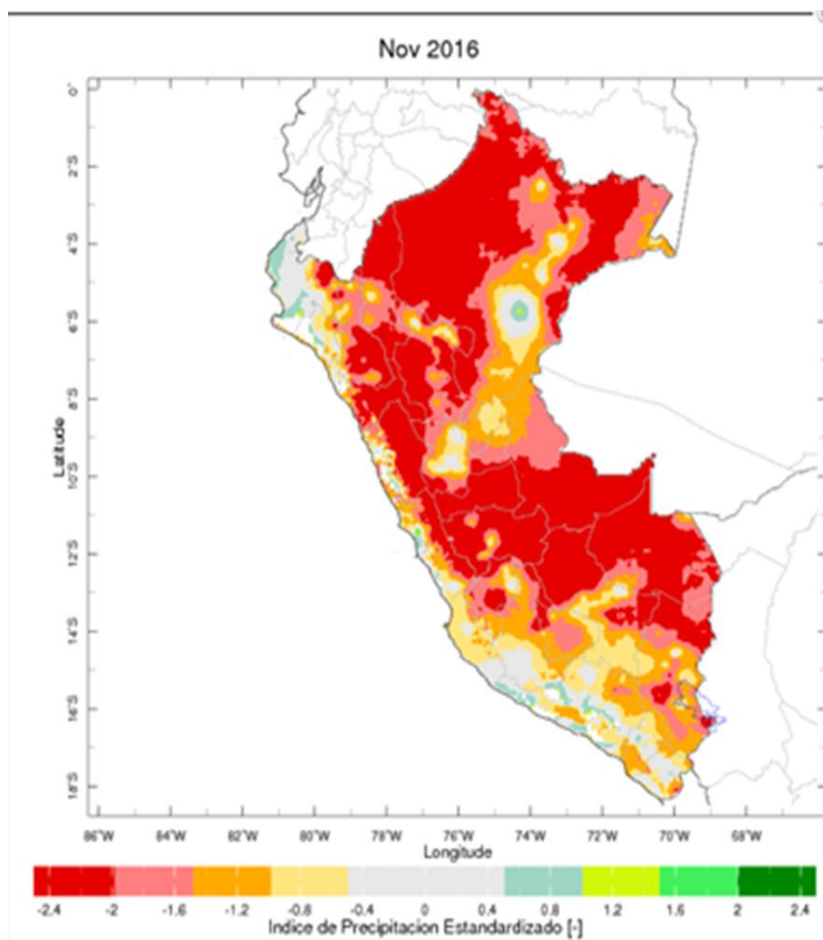 Nov 2016
0°
2°S
4°S
6°S
8°S
10°S
12°S
14°S
16°S
18°S
Latitude
86°W 84°W 82°W 80°W 78°W 76°W 74°W 72°W 70°W 68°W
Longitude
-2.4 -2 -1.6 -1.2 -0.8 -0.4 0 0.4 0.8 1.2 1.6 2 2.4
Indice de Precipitacion Estandardizado [-]